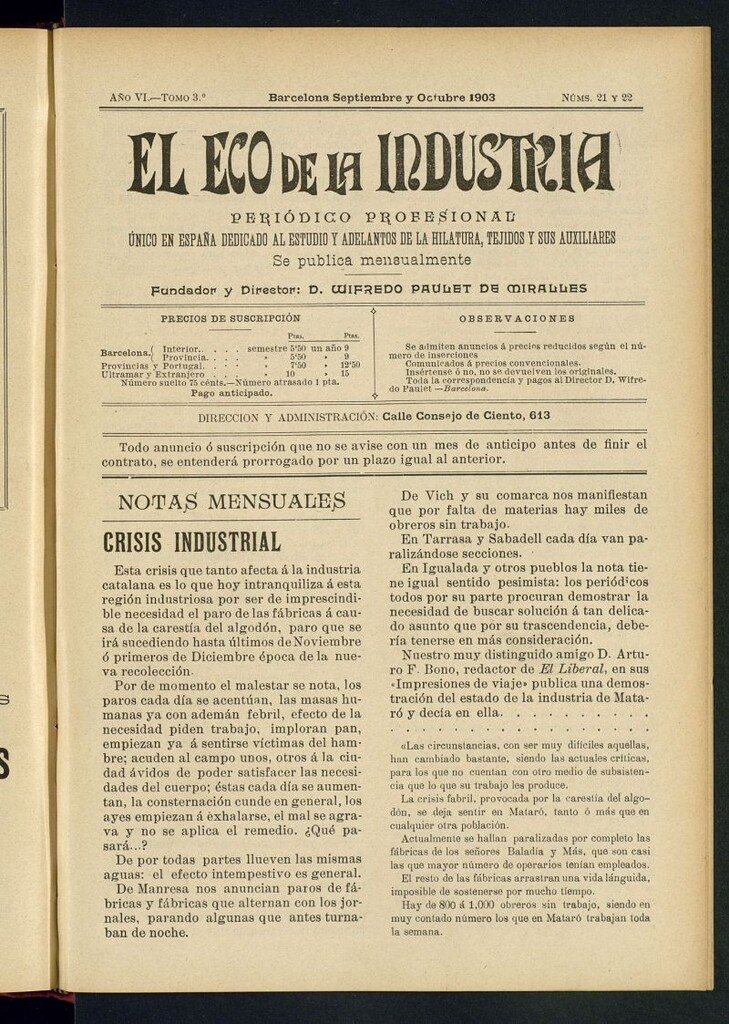 AÑO VI.—TOMO 3.º
Barcelona Septiembre y Octubre 1903
NÚMS. 21 Y 22
EL ECO DE LA INDUSTRIA
PERIÓDICO PROFESIONAL
ÚNICO EN ESPAÑA DEDICADO AL ESTUDIO Y ADELANTOS DE LA HILATURA, TEJIDOS Y SUS AUXILIARES
Se publica mensualmente
Fundador y Director: D. WIFREDO PAULET DE MIRALLES
PRECIOS DE SUSCRIPCIÓN
Ptas. Ptas.
Barcelona.( Interior.. . . . semestre 5'50 un año 9
Provincia. . . . » 5'50 » 9
Provincias y Portugal. . . . » 7'50 » 12'50
Ultramar y Extranjero . . . » 10 » 15
Número suelto 75 cénts.—Número atrasado 1 pta.
Pago anticipado.
OBSERVACIONES
Se admiten anuncios á precios reducidos según el nú-
mero de inserciones
Comunicados á precios convencionales.
Insértense ó no, no se devuelven los originales.
Toda la correspondencia y pagos al Director D. Wifre-
do Paulet —Barcelona.
DIRECCION Y ADMINISTRACIÓN: Calle Consejo de Ciento, 613
Todo anuncio ó suscripción que no se avise con un mes de anticipo antes de finir el
contrato, se entenderá prorrogado por un plazo igual al anterior.
NOTAS MENSUALES
CRISIS INDUSTRIAL
Esta crisis que tanto afecta á la industria
catalana es lo que hoy intranquiliza á esta
región industriosa por ser de imprescindi-
ble necesidad el paro de las fábricas á cau-
sa de la carestía del algodón, paro que se
irá sucediendo hasta últimos de Noviembre
ó primeros de Diciembre época de la nue-
va recolección.
Por de momento el malestar se nota, los
paros cada día se acentúan, las masas hu-
manas ya con ademán febril, efecto de la
necesidad piden trabajo, imploran pan,
empiezan ya á sentirse víctimas del ham-
bre; acuden al campo unos, otros á la ciu-
dad ávidos de poder satisfacer las necesi-
dades del cuerpo; éstas cada día se aumen-
tan, la consternación cunde en general, los
ayes empiezan á exhalarse, el mal se agra-
va y no se aplica el remedio. ¿Qué pa-
sará...?
De por todas partes llueven las mismas
aguas: el efecto intempestivo es general.
De Manresa nos anuncian paros de fá-
bricas y fábricas que alternan con los jor-
nales, parando algunas que antes turna-
ban de noche.
De Vich y su comarca nos manifiestan
que por falta de materias hay miles de
obreros sin trabajo.
En Tarrasa y Sabadell cada día van pa-
ralizándose secciones.
En Igualada y otros pueblos la nota tie-
ne igual sentido pesimista: los periódicos
todos por su parte procuran demostrar la
necesidad de buscar solución á tan delica-
do asunto que por su trascendencia, debe-
ría tenerse en más consideración.
Nuestro muy distinguido amigo D. Artu-
ro F. Bono, redactor de El Liberal, en sus
«Impresiones de viaje» publica una demos-
tración del estado de la industria de Mata-
ró y decía en ella. . . . . . . . . .
. . . . . . . . . . . . . . . . .
«Las circunstancias, con ser muy difíciles aquellas,
han cambiado bastante, siendo las actuales críticas,
para los que no cuentan con otro medio de subsisten-
cia que lo que su trabajo les produce.
La crisis fabril, provocada por la carestía del algo-
dón, se deja sentir en Mataró, tanto ó más que en
cualquier otra población.
Actualmente se hallan paralizadas por completo las
fábricas de los señores Baladía y Más, que son casi
las que mayor número de operarios tenían empleados.
El resto de las fábricas arrastran una vida lánguida,
imposible de sostenerse por mucho tiempo.
Hay de 800 á 1,000 obreros sin trabajo, siendo en
muy contado número los que en Mataró trabajan toda
la semana.